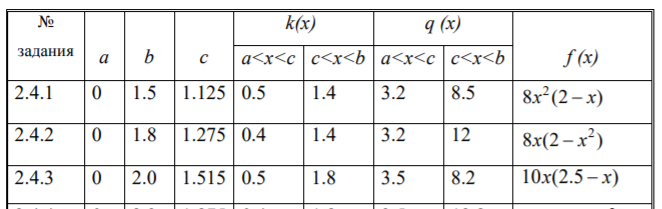 № задания a b c k(x) q (x) f (x)
a<x<c c<x<b a<x<c c<x<b
2.4.1 0 1.5 1.125 0.5 1.4 3.2 8.5 8x²(2 – x)
2.4.2 0 1.8 1.275 0.4 1.4 3.2 12 8x(2 – x²)
2.4.3 0 2.0 1.515 0.5 1.8 3.5 8.2 10x(2.5 – x)